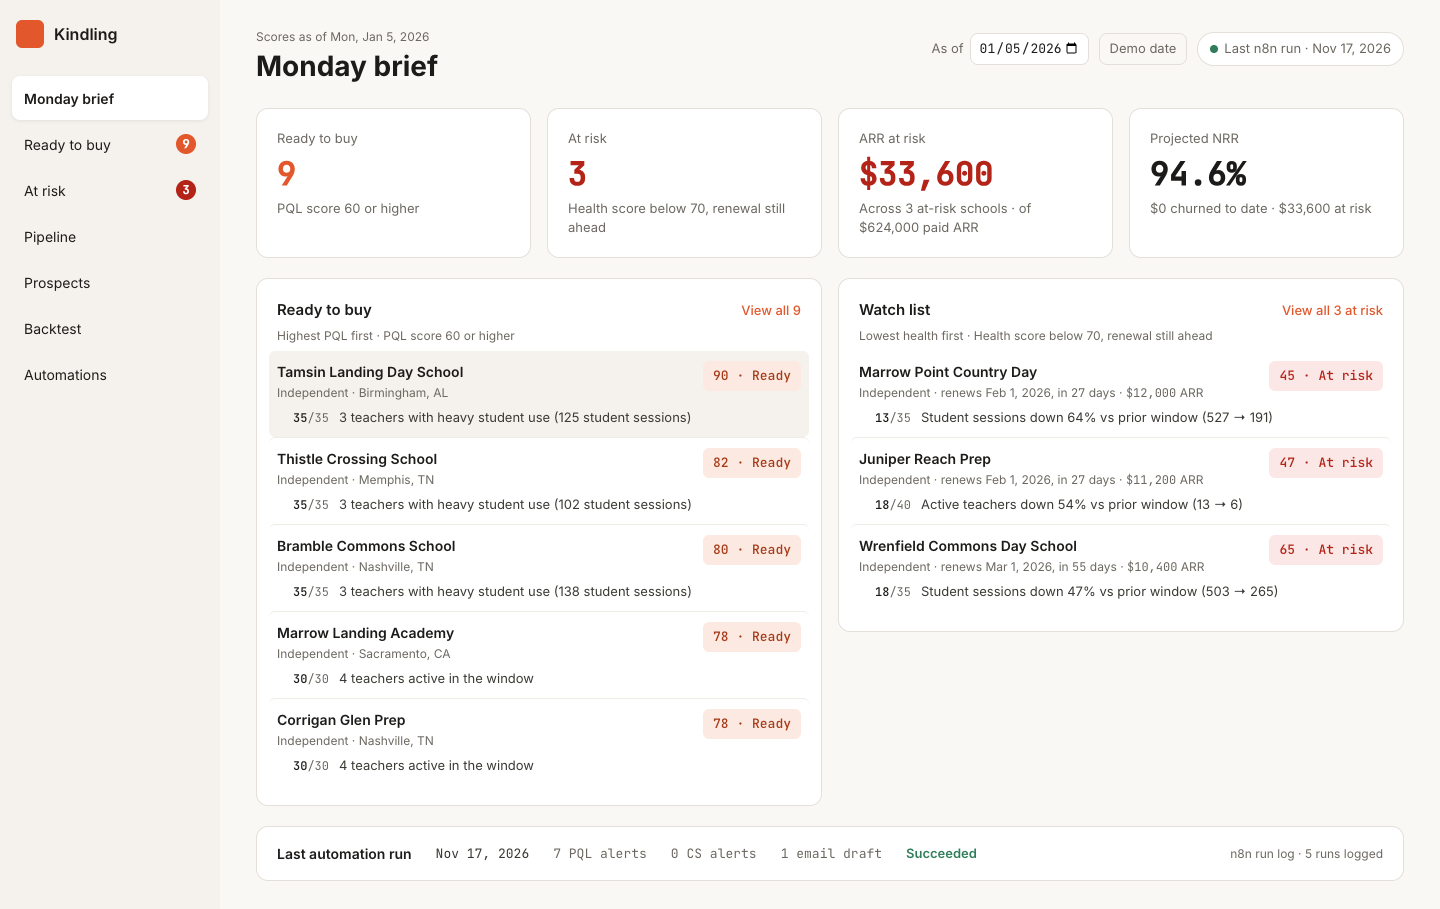 Kindling
Monday brief
Ready to buy 9
At risk 3
Pipeline
Prospects
Backtest
Automations
Scores as of Mon, Jan 5, 2026
Monday brief
As of 01/05/2026 Demo date Last n8n run · Nov 17, 2026
Ready to buy
9
PQL score 60 or higher
At risk
3
Health score below 70, renewal still
ahead
ARR at risk
$33,600
Across 3 at-risk schools · of
$624,000 paid ARR
Projected NRR
94.6%
$0 churned to date · $33,600 at risk
Ready to buy View all 9
Highest PQL first · PQL score 60 or higher
Tamsin Landing Day School 90 · Ready
Independent · Birmingham, AL
35/35 3 teachers with heavy student use (125 student sessions)
Thistle Crossing School 82 · Ready
Independent · Memphis, TN
35/35 3 teachers with heavy student use (102 student sessions)
Bramble Commons School 80 · Ready
Independent · Nashville, TN
35/35 3 teachers with heavy student use (138 student sessions)
Marrow Landing Academy 78 · Ready
Independent · Sacramento, CA
30/30 4 teachers active in the window
Corrigan Glen Prep 78 · Ready
Independent · Nashville, TN
30/30 4 teachers active in the window
Watch list View all 3 at risk
Lowest health first · Health score below 70, renewal still ahead
Marrow Point Country Day 45 · At risk
Independent · renews Feb 1, 2026, in 27 days · $12,000 ARR
13/35 Student sessions down 64% vs prior window (527 → 191)
Juniper Reach Prep 47 · At risk
Independent · renews Feb 1, 2026, in 27 days · $11,200 ARR
18/40 Active teachers down 54% vs prior window (13 → 6)
Wrenfield Commons Day School 65 · At risk
Independent · renews Mar 1, 2026, in 55 days · $10,400 ARR
18/35 Student sessions down 47% vs prior window (503 → 265)
Last automation run Nov 17, 2026 7 PQL alerts 0 CS alerts 1 email draft Succeeded n8n run log · 5 runs logged